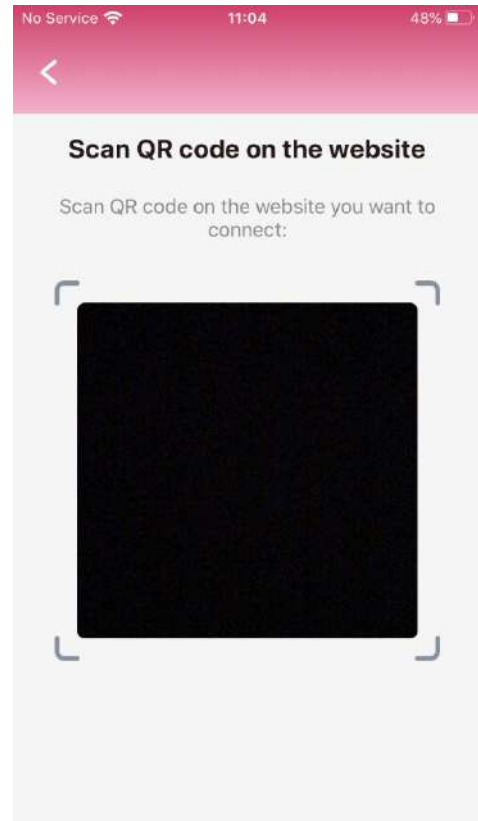 No Service 11:04 48%
Scan QR code on the website
Scan QR code on the website you want to
connect: